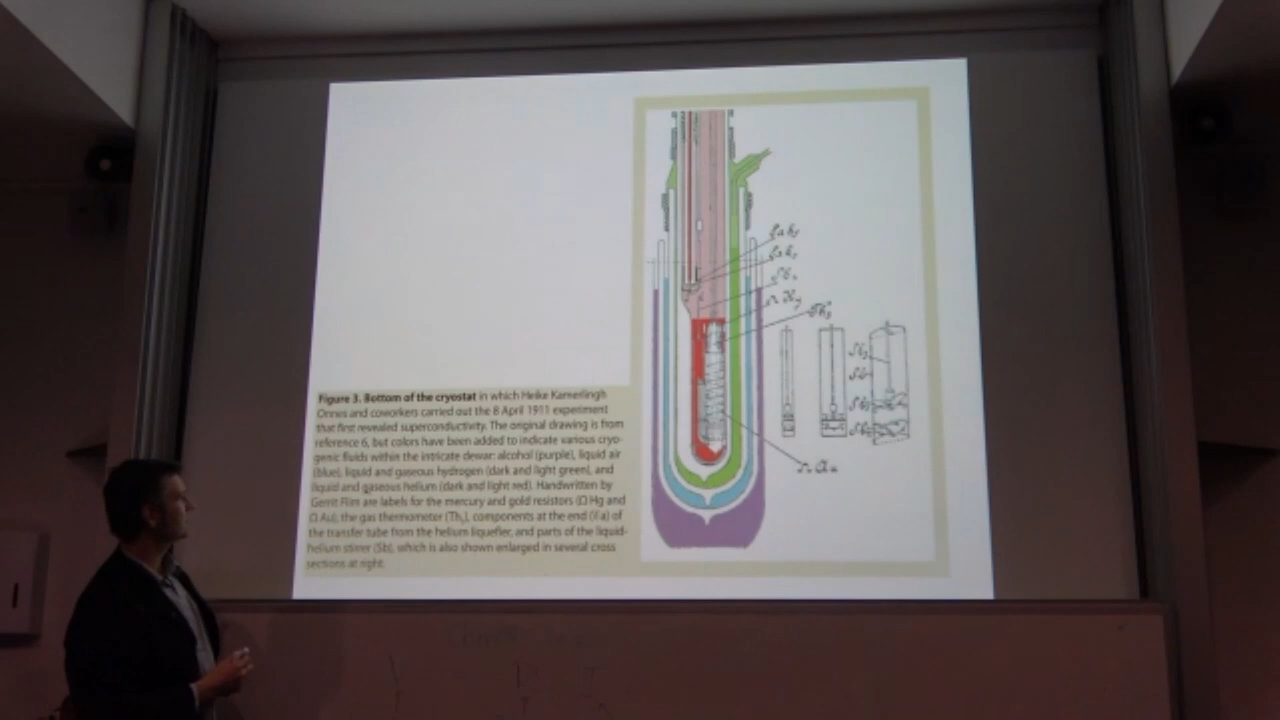 Figure 3. Bottom of the cryostat in which Heike Kamerlingh
Onnes and coworkers carried out the 8 April 1911 experiment
that first revealed superconductivity. The original drawing is from
reference 6, but colors have been added to indicate various cryo-
genic fluids within the intricate dewar: alcohol (purple), liquid air
(blue), liquid and gaseous hydrogen (dark and light green), and
liquid and gaseous helium (dark and light red). Handwritten by
Gerrit Flim are labels for the mercury and gold resistors (Ω Hg and
Ω Au), the gas thermometer (Th₃), components at the end (ℓa) of
the transfer tube from the helium liquefier, and parts of the liquid-
helium stirrer (Sb), which is also shown enlarged in several cross
sections at right.
Ω Hg
Th₃
Ω Au